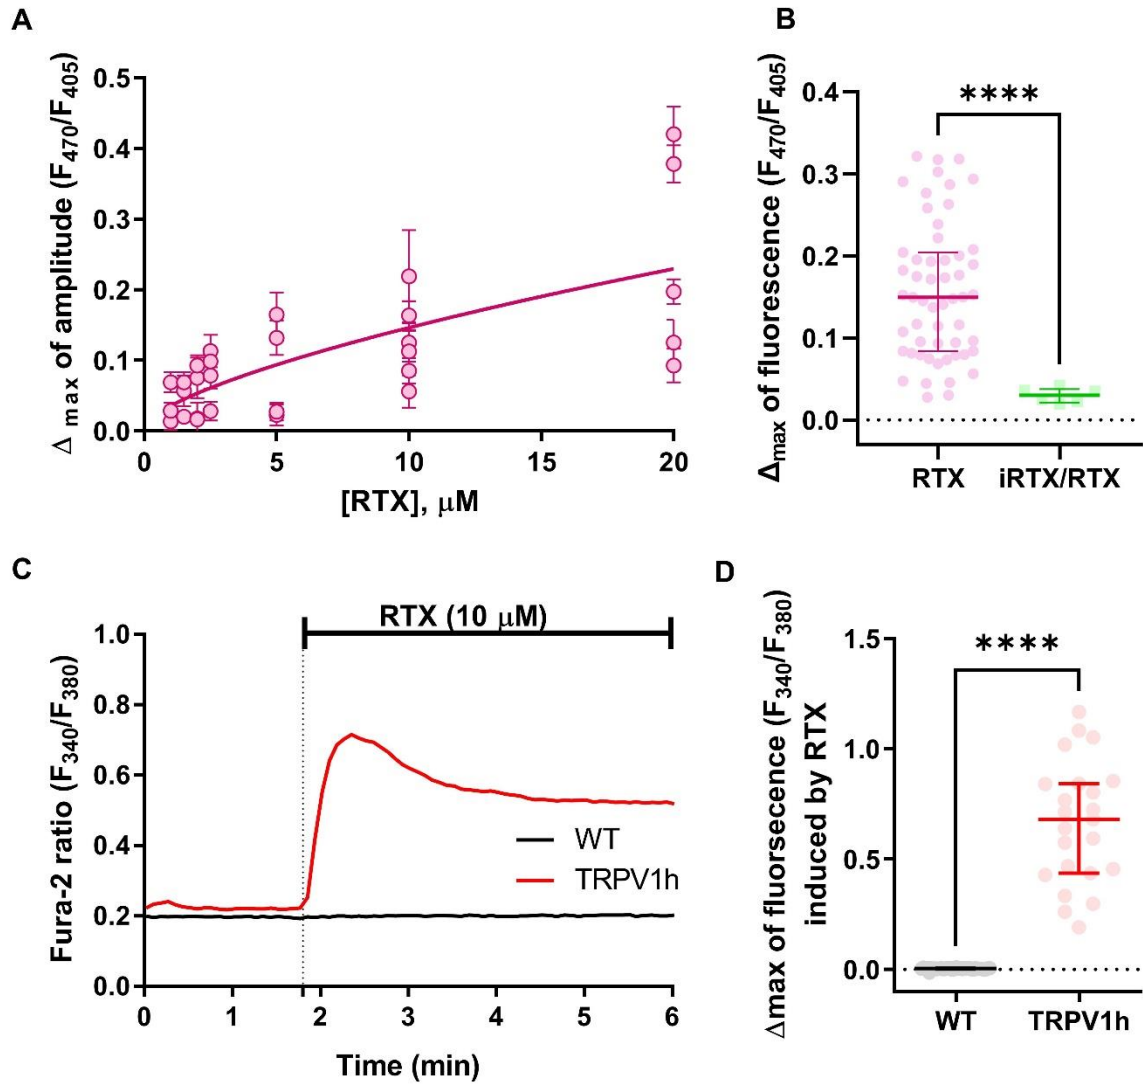 A
Δ max of amplitude (F470/F405)
0.5
0.4
0.3
0.2
0.1
0.0
0 5 10 15 20
[RTX], μM
B
Δmax of fluorescence (F470/F405)
****
0.4
0.3
0.2
0.1
0.0
RTX iRTX/RTX
C
Fura-2 ratio (F340/F380)
RTX (10 μM)
1.0
0.8
0.6
0.4
0.2
0.0
WT
TRPV1h
0 1 2 3 4 5 6
Time (min)
D
Δmax of fluorsecence (F340/F380)
induced by RTX
****
1.5
1.0
0.5
0.0
WT TRPV1h